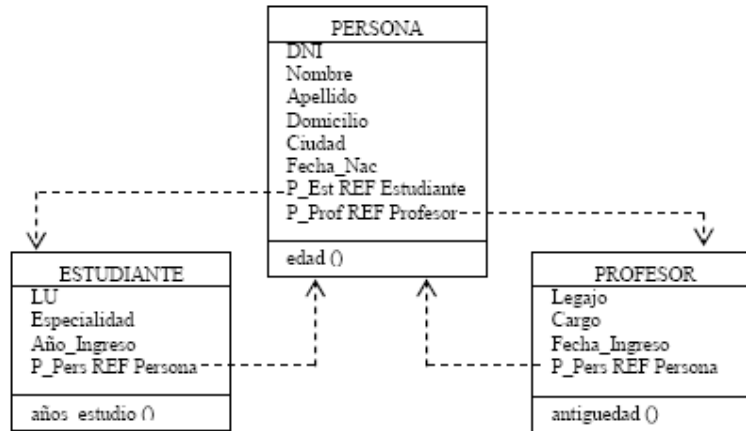 PERSONA
DNI
Nombre
Apellido
Domicilio
Ciudad
Fecha_Nac
P_Est REF Estudiante
P_Prof REF Profesor
edad ()
ESTUDIANTE
LU
Especialidad
Año_Ingreso
P_Pers REF Persona
años_estudio ()
PROFESOR
Legajo
Cargo
Fecha_Ingreso
P_Pers REF Persona
antiguedad ()